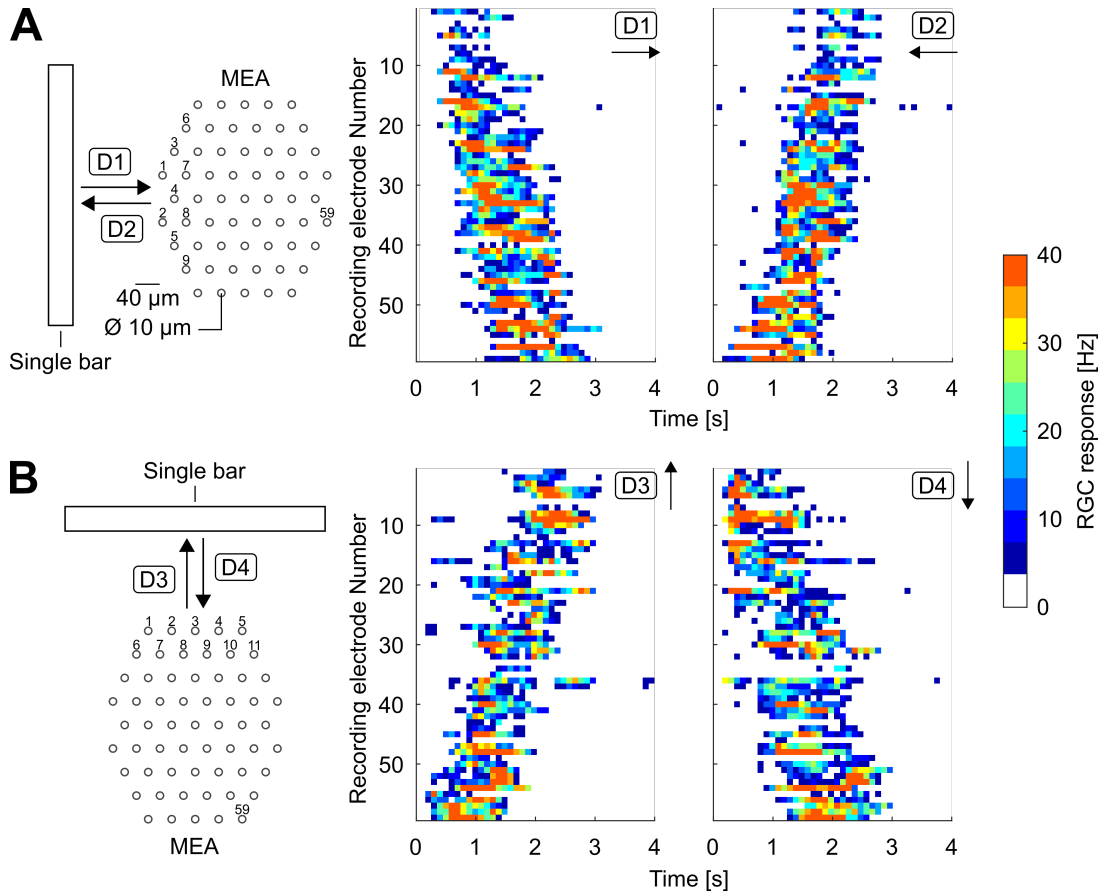 A
MEA
6
3
1 7
4
2 8
5
9
59
D1
D2
40 µm
Ø 10 µm
Single bar
Recording electrode Number
10
20
30
40
50
D1
D2
0 1 2 3 4
0 1 2 3 4
Time [s]
40
30
20
10
0
RGC response [Hz]
B
Single bar
D3
D4
1 2 3 4 5
6 7 8 9 10 11
59
MEA
Recording electrode Number
10
20
30
40
50
D3
D4
0 1 2 3 4
0 1 2 3 4
Time [s]